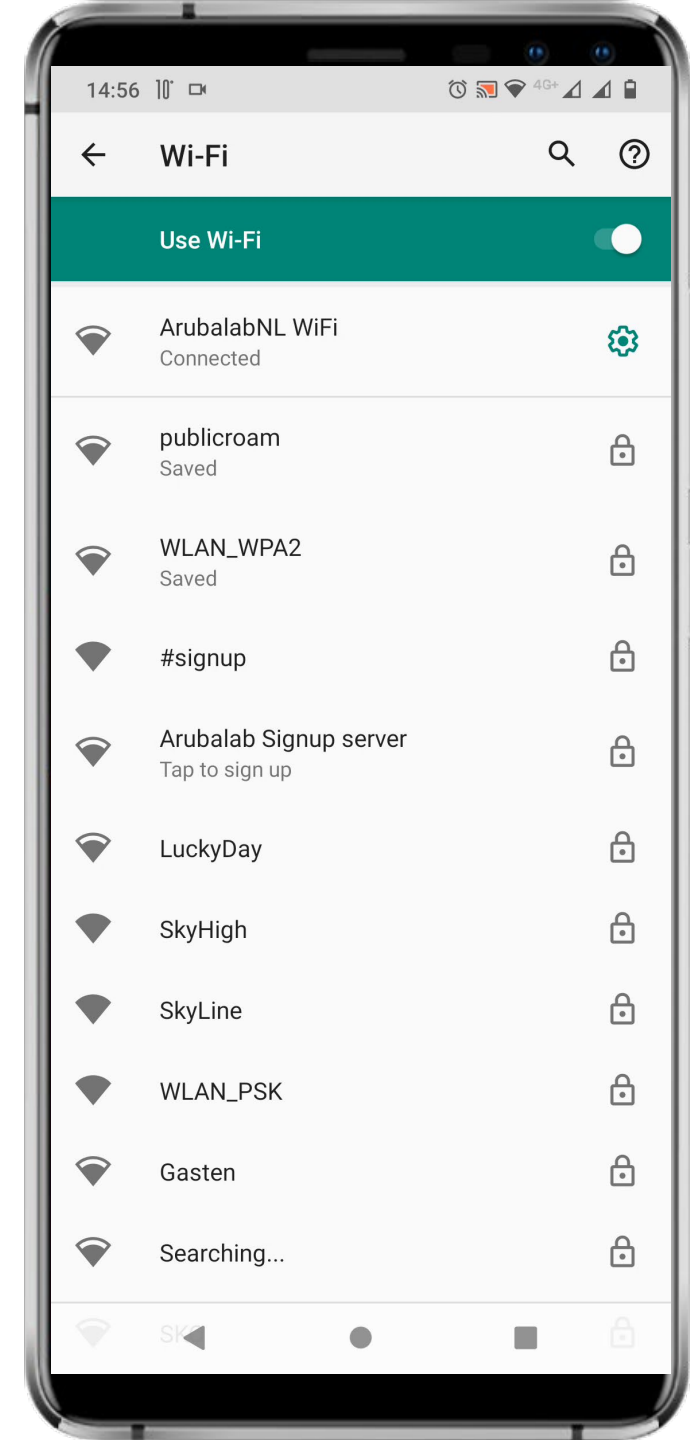 14:56 10° 4G+
Wi-Fi
Use Wi-Fi
ArubalabNL WiFi
Connected
publicroam
Saved
WLAN_WPA2
Saved
#signup
Arubalab Signup server
Tap to sign up
LuckyDay
SkyHigh
SkyLine
WLAN_PSK
Gasten
Searching...